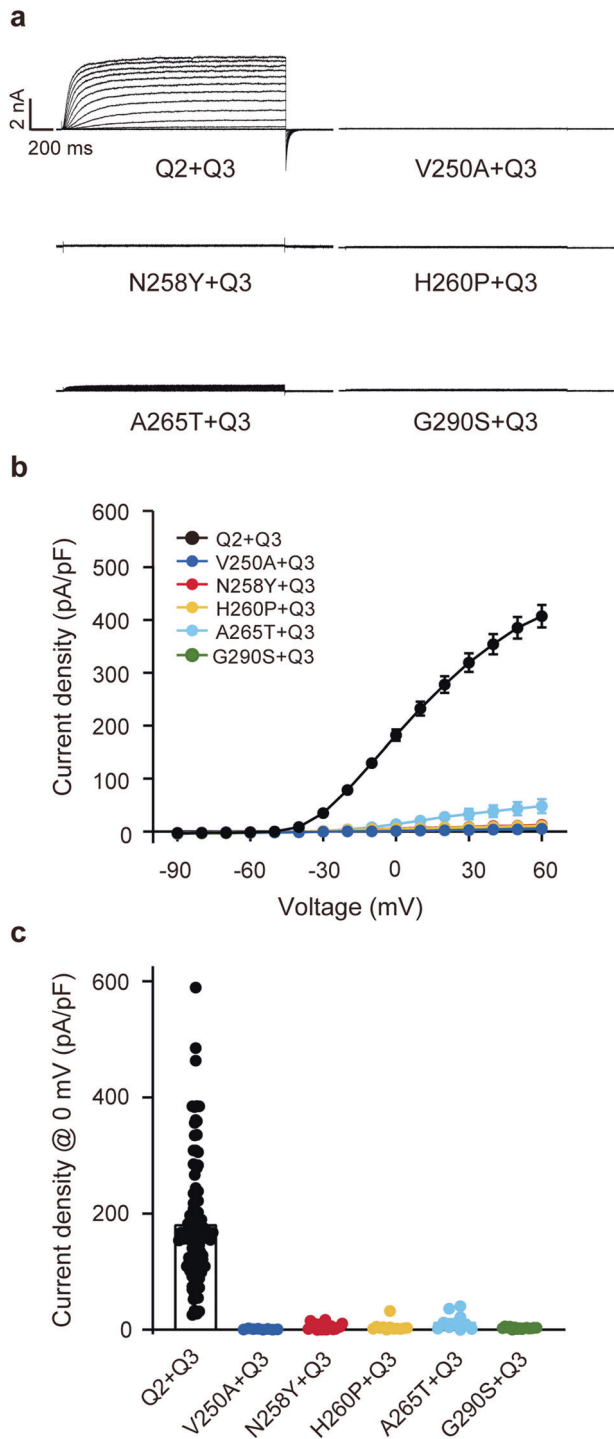 a
2 nA
200 ms
Q2+Q3
V250A+Q3
N258Y+Q3
H260P+Q3
A265T+Q3
G290S+Q3
b
Current density (pA/pF)
600
500
400
300
200
100
0
Q2+Q3
V250A+Q3
N258Y+Q3
H260P+Q3
A265T+Q3
G290S+Q3
-90
-60
-30
0
30
60
Voltage (mV)
c
Current density @ 0 mV (pA/pF)
600
400
200
0
Q2+Q3
V250A+Q3
N258Y+Q3
H260P+Q3
A265T+Q3
G290S+Q3